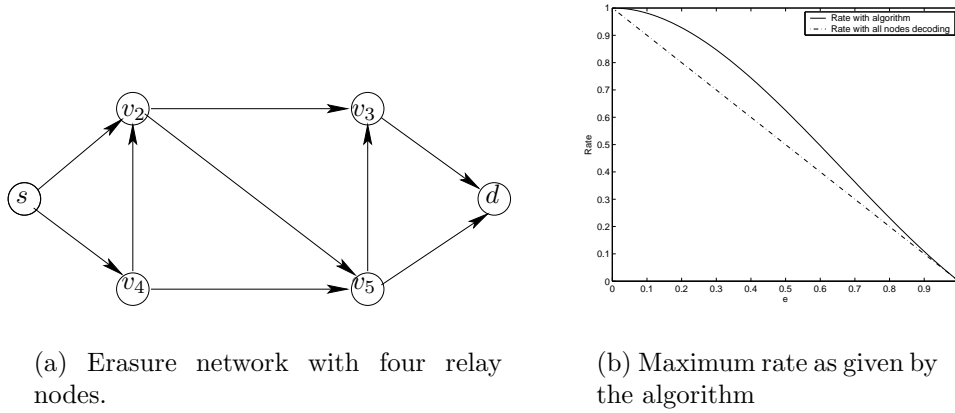 s
v2
v4
v3
v5
d
(a) Erasure network with four relay
nodes.
Rate with algorithm
Rate with all nodes decoding
1
0.9
0.8
0.7
0.6
0.5
0.4
0.3
0.2
0.1
0
Rate
0 0.1 0.2 0.3 0.4 0.5 0.6 0.7 0.8 0.9
e
(b) Maximum rate as given by
the algorithm